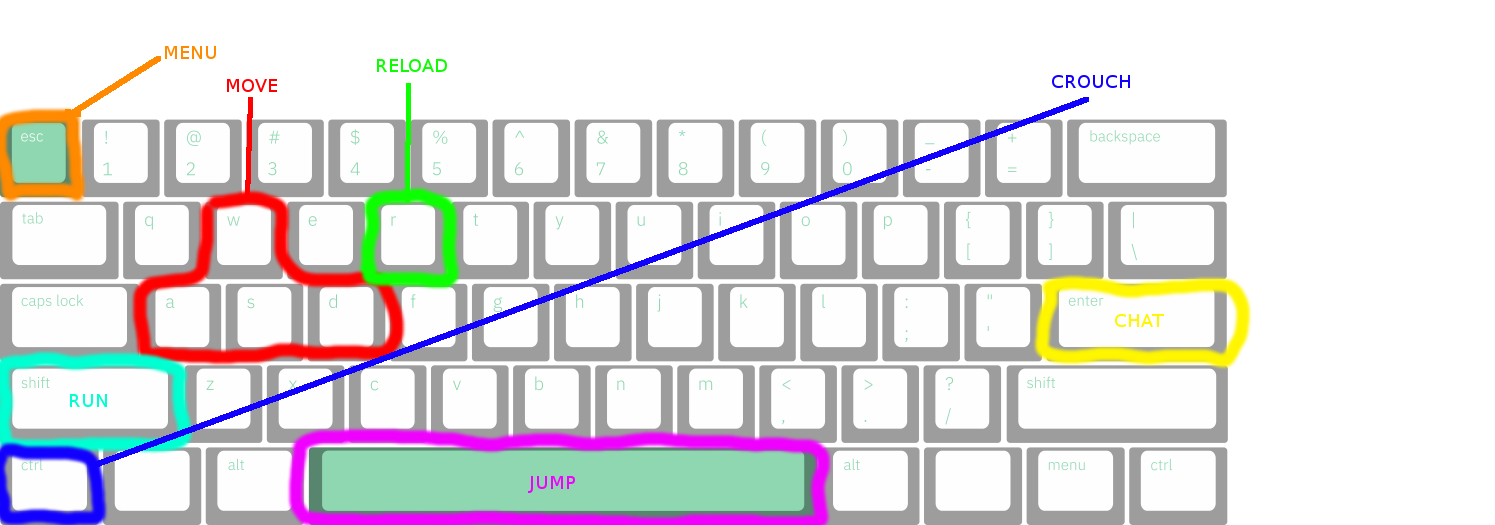 MENU
RELOAD
MOVE
CROUCH
esc ! 1 @ 2 # 3 $ 4 % 5 ^ 6 & 7 * 8 ( 9 ) 0 _ - + = backspace
tab q w e r t y u i o p { [ } ] | \
caps lock a s d f g h j k l : ; " ' enter
CHAT
shift z x c v b n m < , > . ? / shift
RUN
ctrl alt alt menu ctrl
JUMP